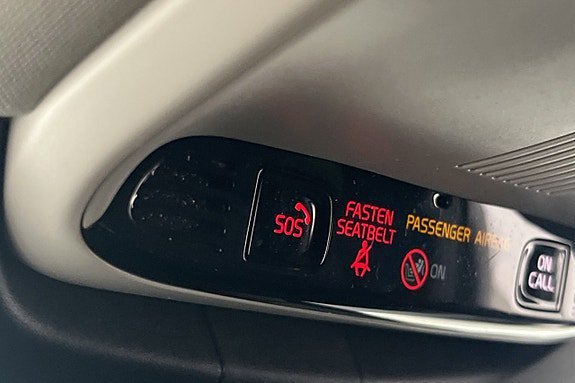 SOS
FASTEN
SEATBELT
PASSENGER
ON
ON
CALL